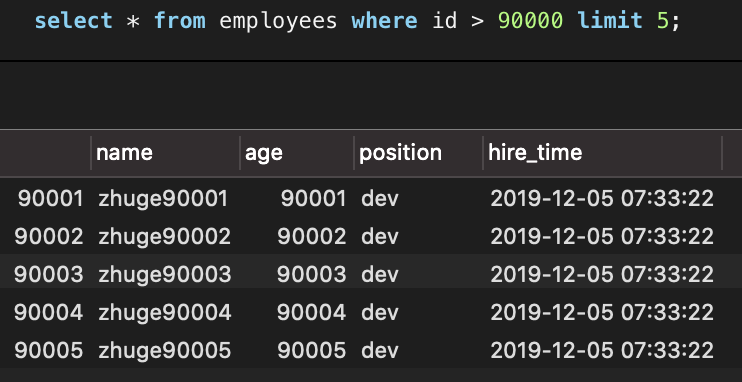 select * from employees where id > 90000 limit 5;
name age position hire_time
90001 zhuge90001 90001 dev 2019-12-05 07:33:22
90002 zhuge90002 90002 dev 2019-12-05 07:33:22
90003 zhuge90003 90003 dev 2019-12-05 07:33:22
90004 zhuge90004 90004 dev 2019-12-05 07:33:22
90005 zhuge90005 90005 dev 2019-12-05 07:33:22